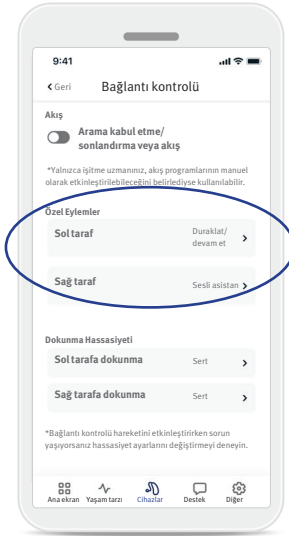 9:41
Geri Bağlantı kontrolü
Akış
Arama kabul etme/
sonlandırma veya akış
*Yalnızca işitme uzmanınız, akış programlarının manuel
olarak etkinleştirilebileceğini belirlediyse kullanılabilir.
Özel Eylemler
Sol taraf Duraklat/
devam et
Sağ taraf Sesli asistan
Dokunma Hassasiyeti
Sol tarafa dokunma Sert
Sağ tarafa dokunma Sert
*Bağlantı kontrolü hareketini etkinleştirirken sorun
yaşıyorsanız hassasiyet ayarlarını değiştirmeyi deneyin.
Ana ekran Yaşam tarzı Cihazlar Destek Diğer